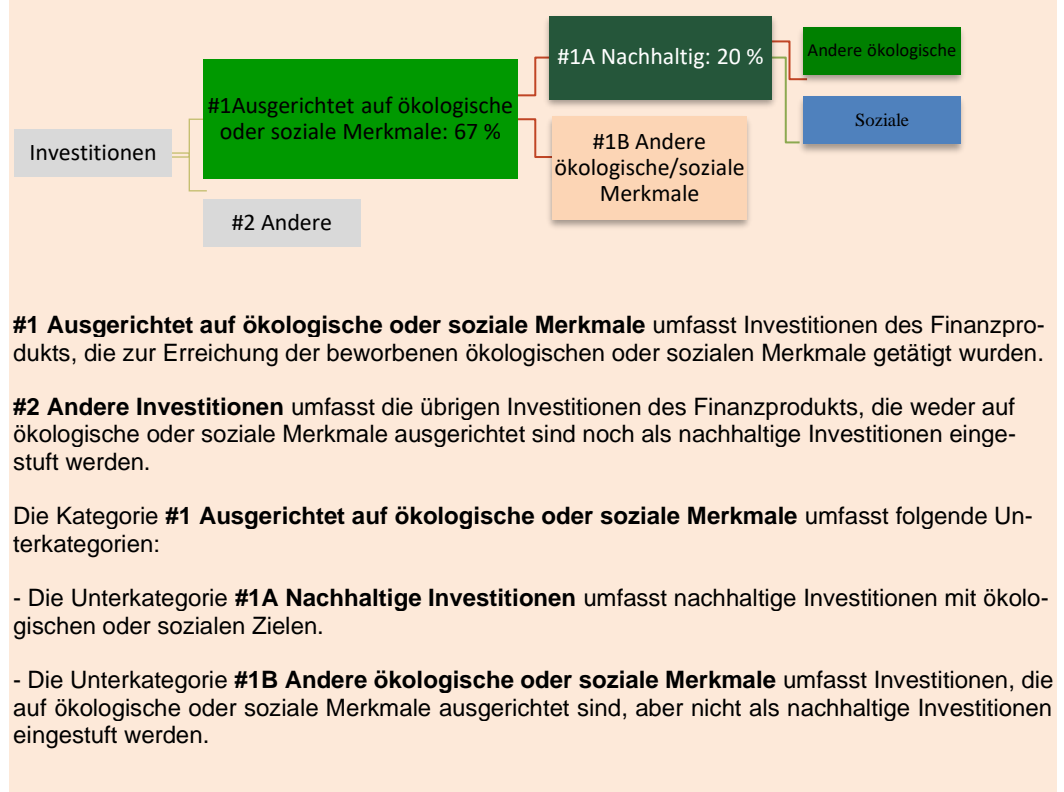 #1A Nachhaltig: 20 %
Andere ökologische
#1Ausgerichtet auf ökologische
oder soziale Merkmale: 67 %
Soziale
Investitionen
#1B Andere
ökologische/soziale
Merkmale
#2 Andere
#1 Ausgerichtet auf ökologische oder soziale Merkmale umfasst Investitionen des Finanzpro-
dukts, die zur Erreichung der beworbenen ökologischen oder sozialen Merkmale getätigt wurden.
#2 Andere Investitionen umfasst die übrigen Investitionen des Finanzprodukts, die weder auf
ökologische oder soziale Merkmale ausgerichtet sind noch als nachhaltige Investitionen einge-
stuft werden.
Die Kategorie #1 Ausgerichtet auf ökologische oder soziale Merkmale umfasst folgende Un-
terkategorien:
- Die Unterkategorie #1A Nachhaltige Investitionen umfasst nachhaltige Investitionen mit ökolo-
gischen oder sozialen Zielen.
- Die Unterkategorie #1B Andere ökologische oder soziale Merkmale umfasst Investitionen, die
auf ökologische oder soziale Merkmale ausgerichtet sind, aber nicht als nachhaltige Investitionen
eingestuft werden.